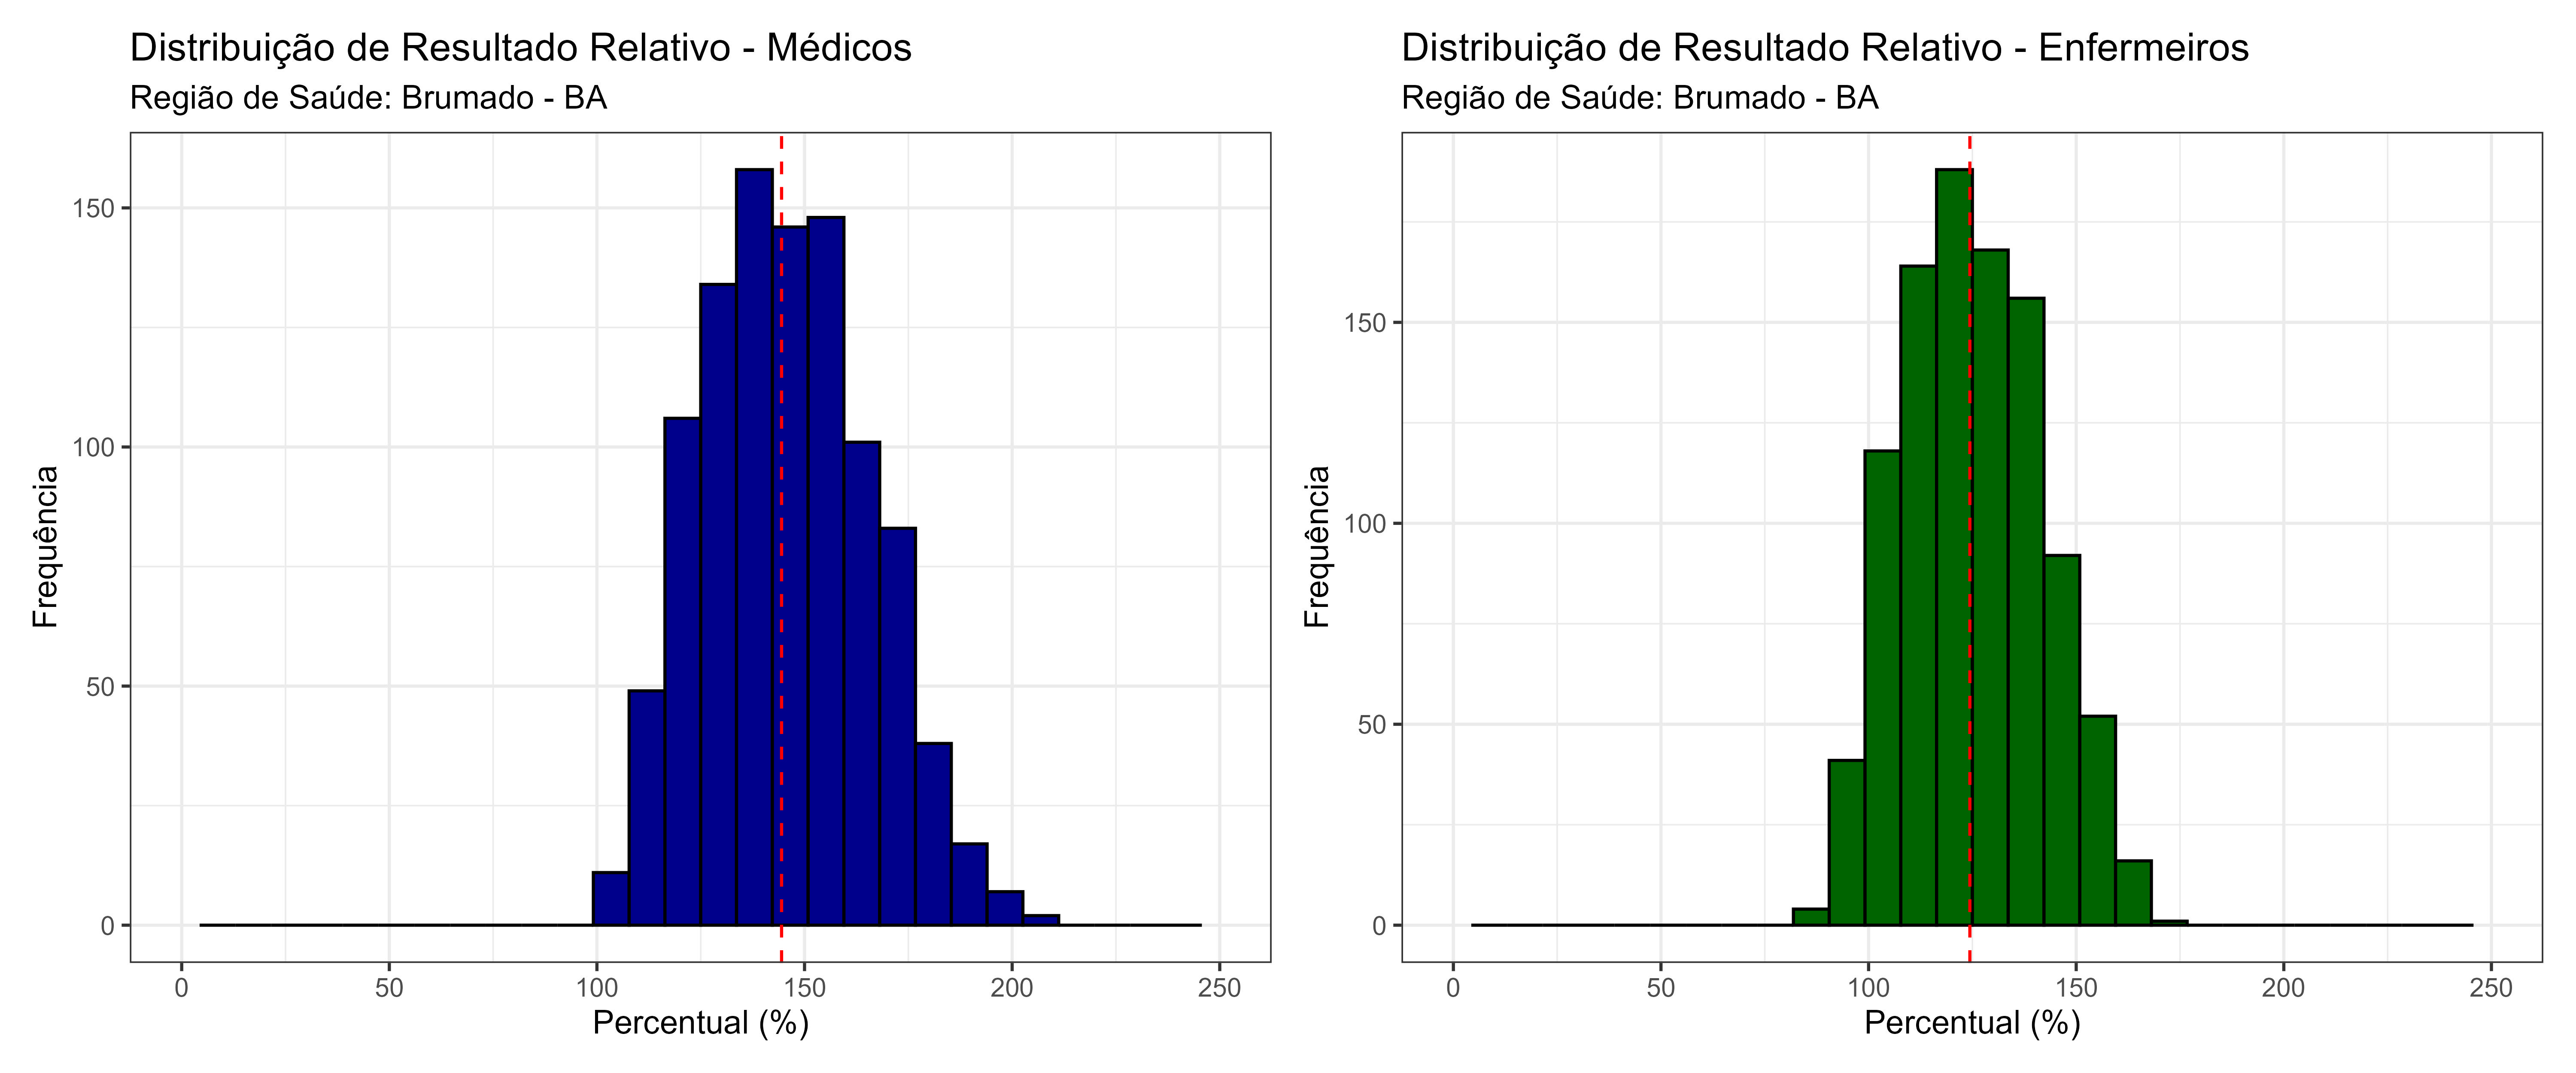 Distribuição de Resultado Relativo - Médicos
Região de Saúde: Brumado - BA
Frequência
150
100
50
0
0 50 100 150 200 250
Percentual (%)
Distribuição de Resultado Relativo - Enfermeiros
Região de Saúde: Brumado - BA
Frequência
150
100
50
0
0 50 100 150 200 250
Percentual (%)